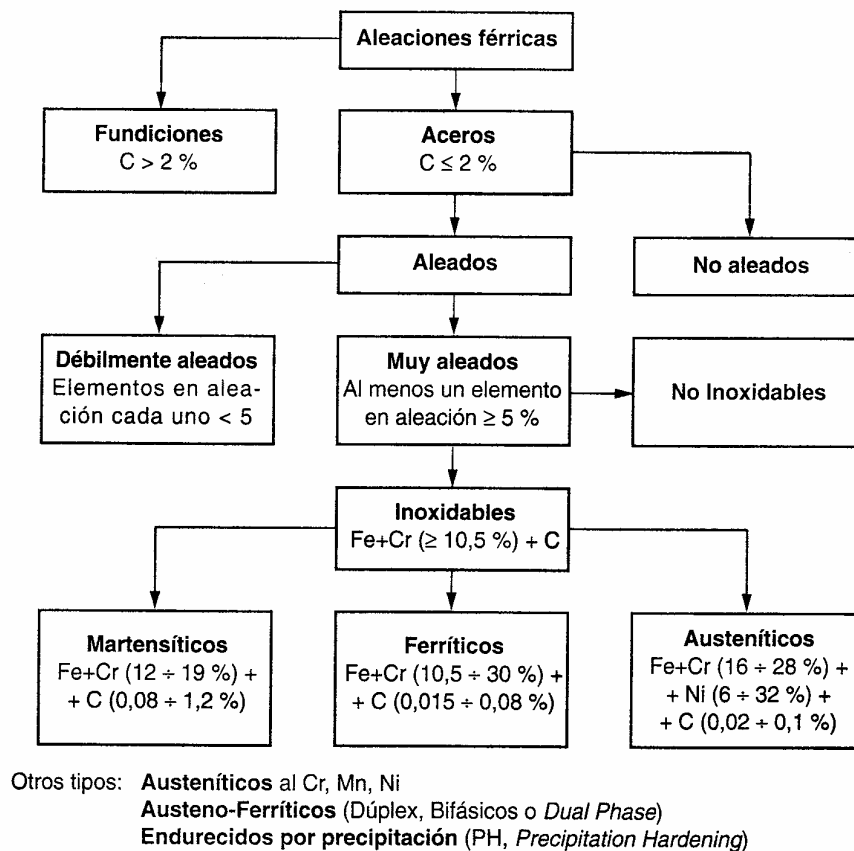 Aleaciones férricas
Fundiciones
C > 2 %
Aceros
C ≤ 2 %
Aleados
No aleados
Débilmente aleados
Elementos en alea-
ción cada uno < 5
Muy aleados
Al menos un elemento
en aleación ≥ 5 %
No Inoxidables
Inoxidables
Fe+Cr (≥ 10,5 %) + C
Martensíticos
Fe+Cr (12 ÷ 19 %) +
+ C (0,08 ÷ 1,2 %)
Ferríticos
Fe+Cr (10,5 ÷ 30 %) +
+ C (0,015 ÷ 0,08 %)
Austeníticos
Fe+Cr (16 ÷ 28 %) +
+ Ni (6 ÷ 32 %) +
+ C (0,02 ÷ 0,1 %)
Otros tipos: Austeníticos al Cr, Mn, Ni
Austeno-Ferríticos (Dúplex, Bifásicos o Dual Phase)
Endurecidos por precipitación (PH, Precipitation Hardening)